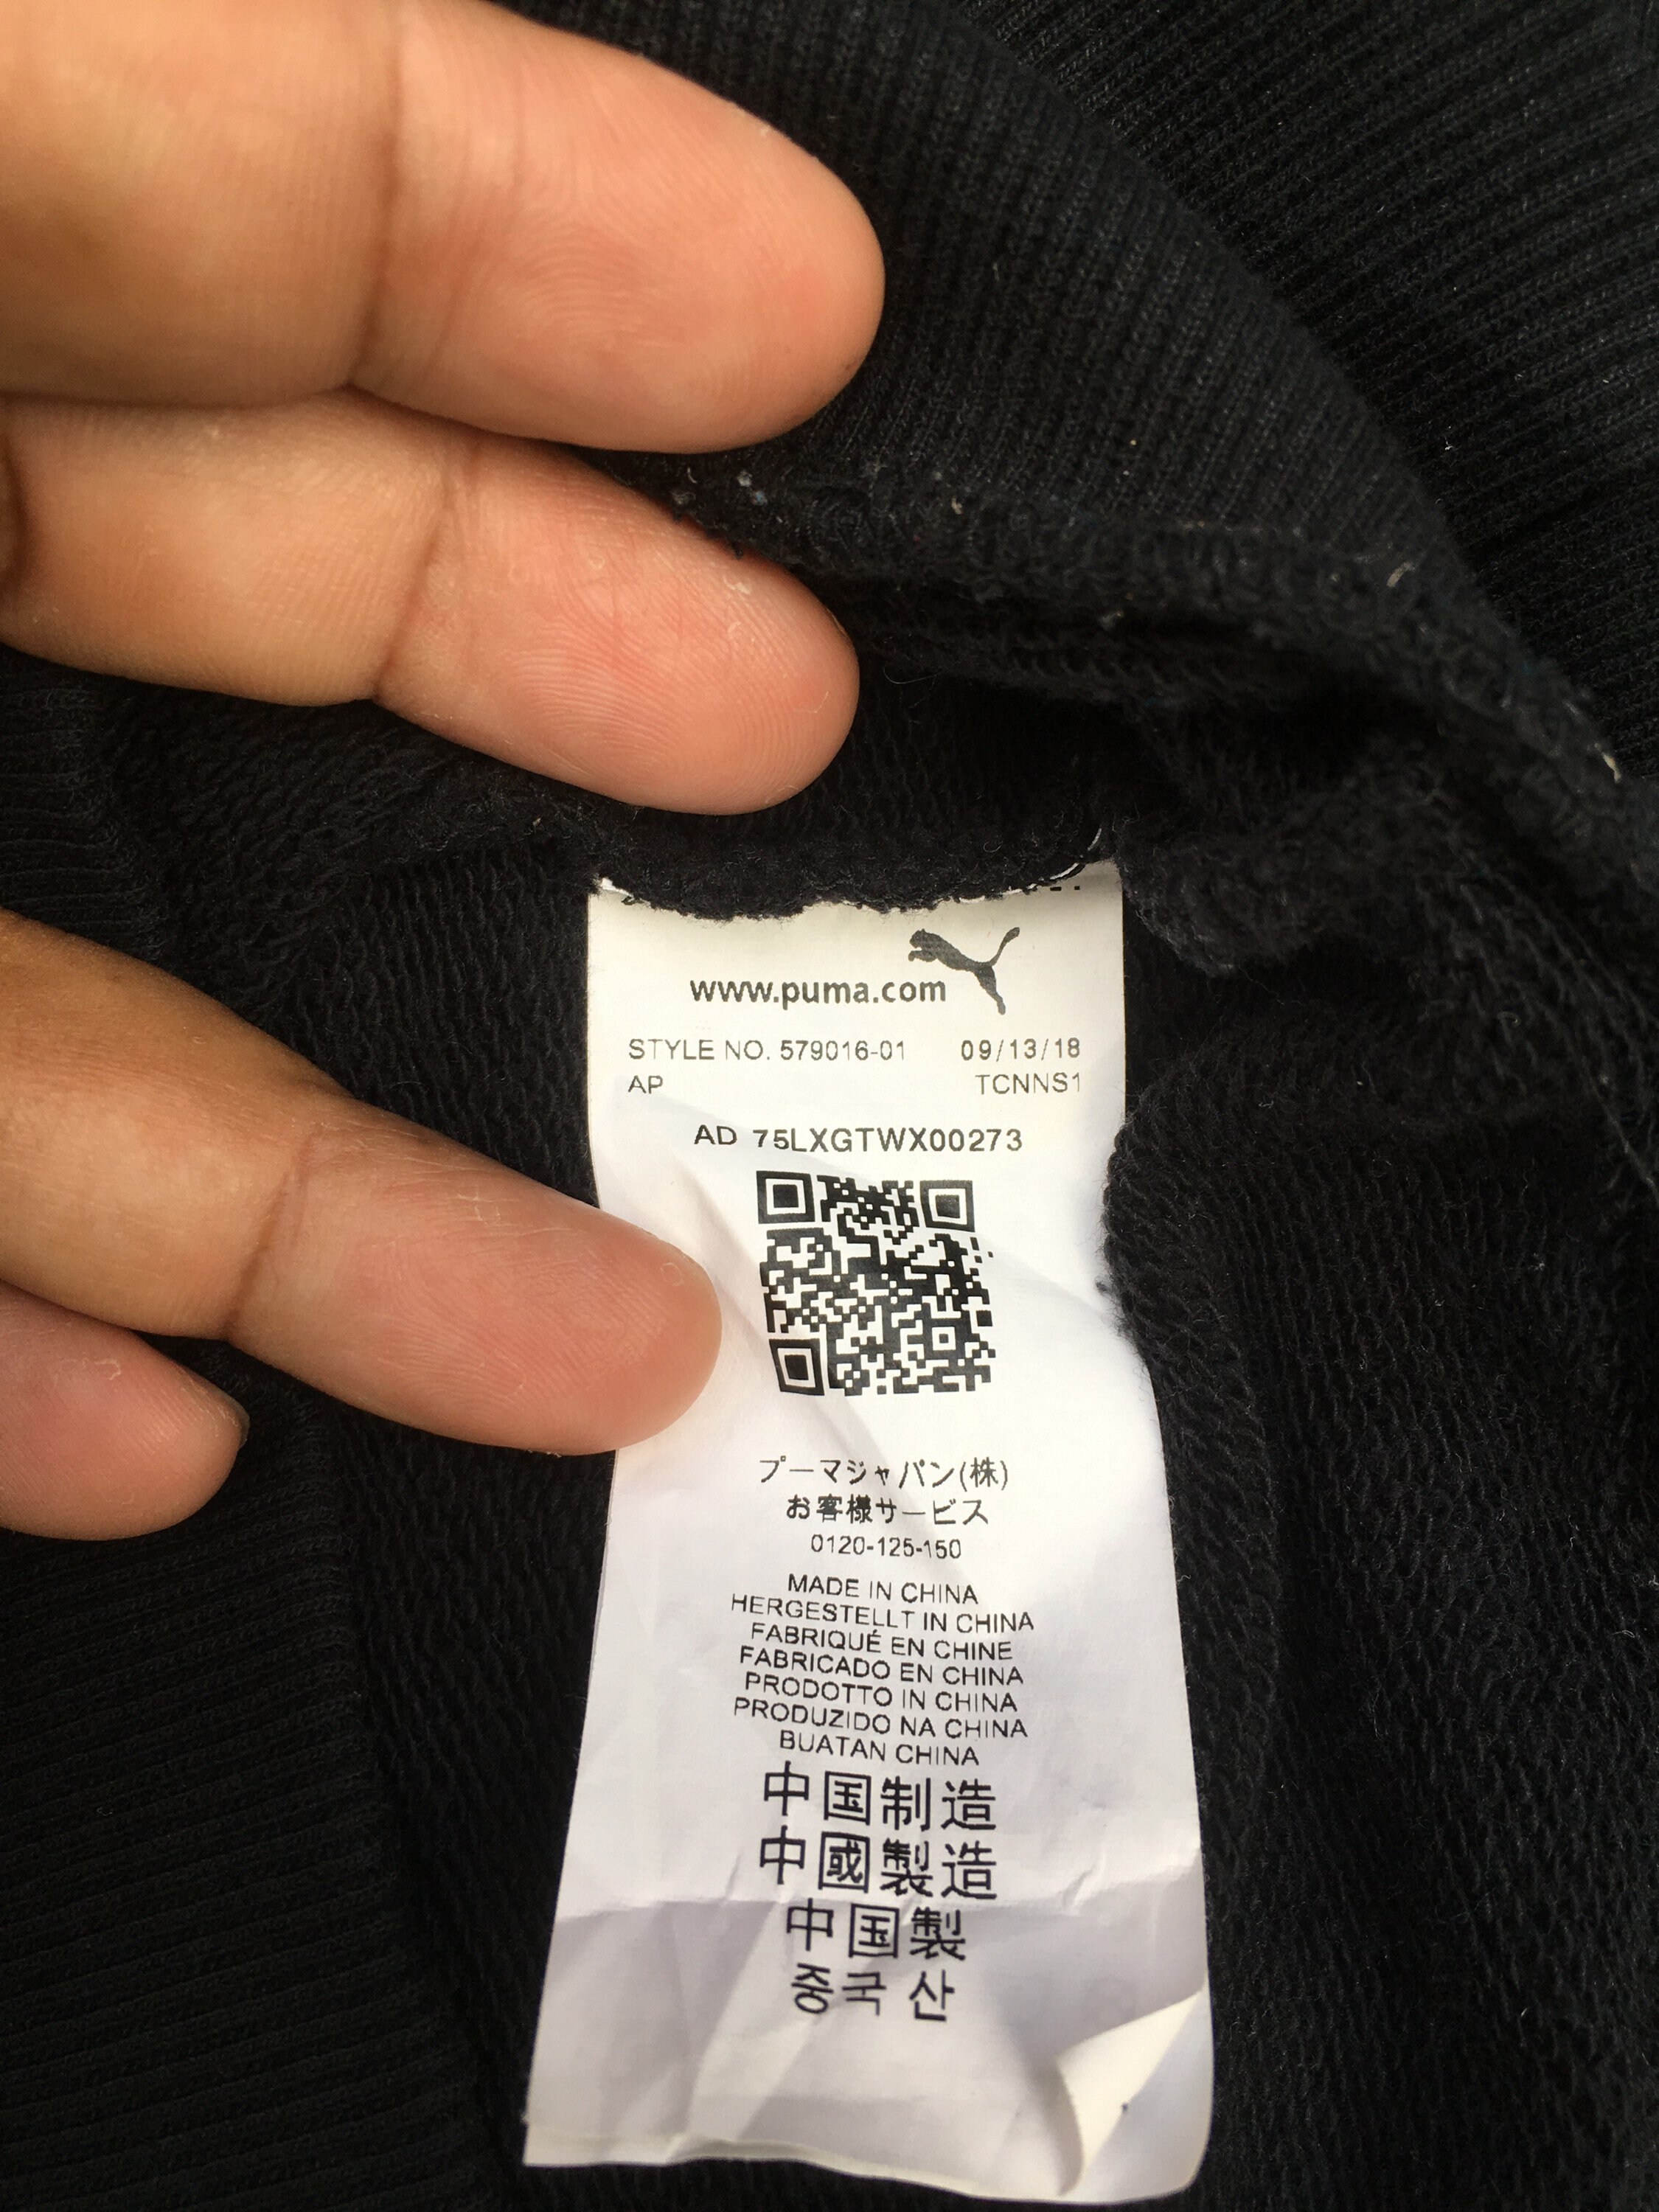 www.puma.com
STYLE NO. 579016-01 09/13/18
AP TCNNS1
AD 75LXGTWX00273
プーマジャパン(株)
お客様サービス
0120-125-150
MADE IN CHINA
HERGESTELLT IN CHINA
FABRIQUÉ EN CHINE
FABRICADO EN CHINA
PRODOTTO IN CHINA
PRODUZIDO NA CHINA
BUATAN CHINA
中国制造
中國製造
中国製
중국 산